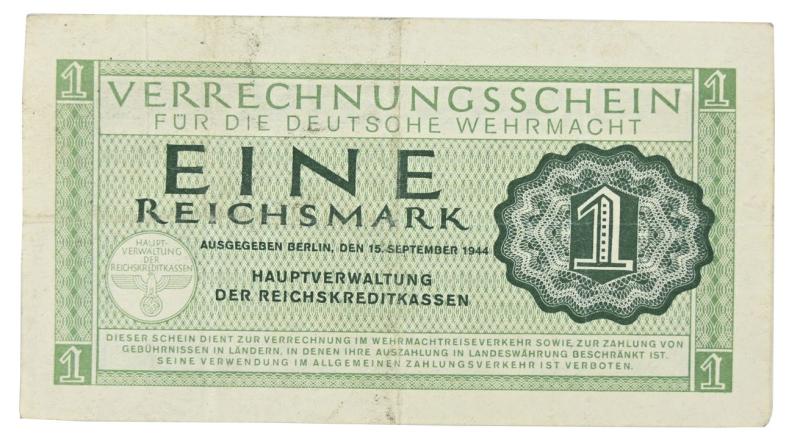 1
1
VERRECHNUNGSSCHEIN
FÜR DIE DEUTSCHE WEHRMACHT
EINE
REICHSMARK
AUSGEGEBEN BERLIN, DEN 15. SEPTEMBER 1944
HAUPTVERWALTUNG
DER REICHSKREDITKASSEN
HAUPT-
VERWALTUNG
DER
REICHSKREDITKASSEN
1
DIESER SCHEIN DIENT ZUR VERRECHNUNG IM WEHRMACHTREISEVERKEHR SOWIE ZUR ZAHLUNG VON
GEBÜHRNISSEN IN LÄNDERN, IN DENEN IHRE AUSZAHLUNG IN LANDESWÄHRUNG BESCHRÄNKT IST.
SEINE VERWENDUNG IM ALLGEMEINEN ZAHLUNGSVERKEHR IST VERBOTEN.
1
1